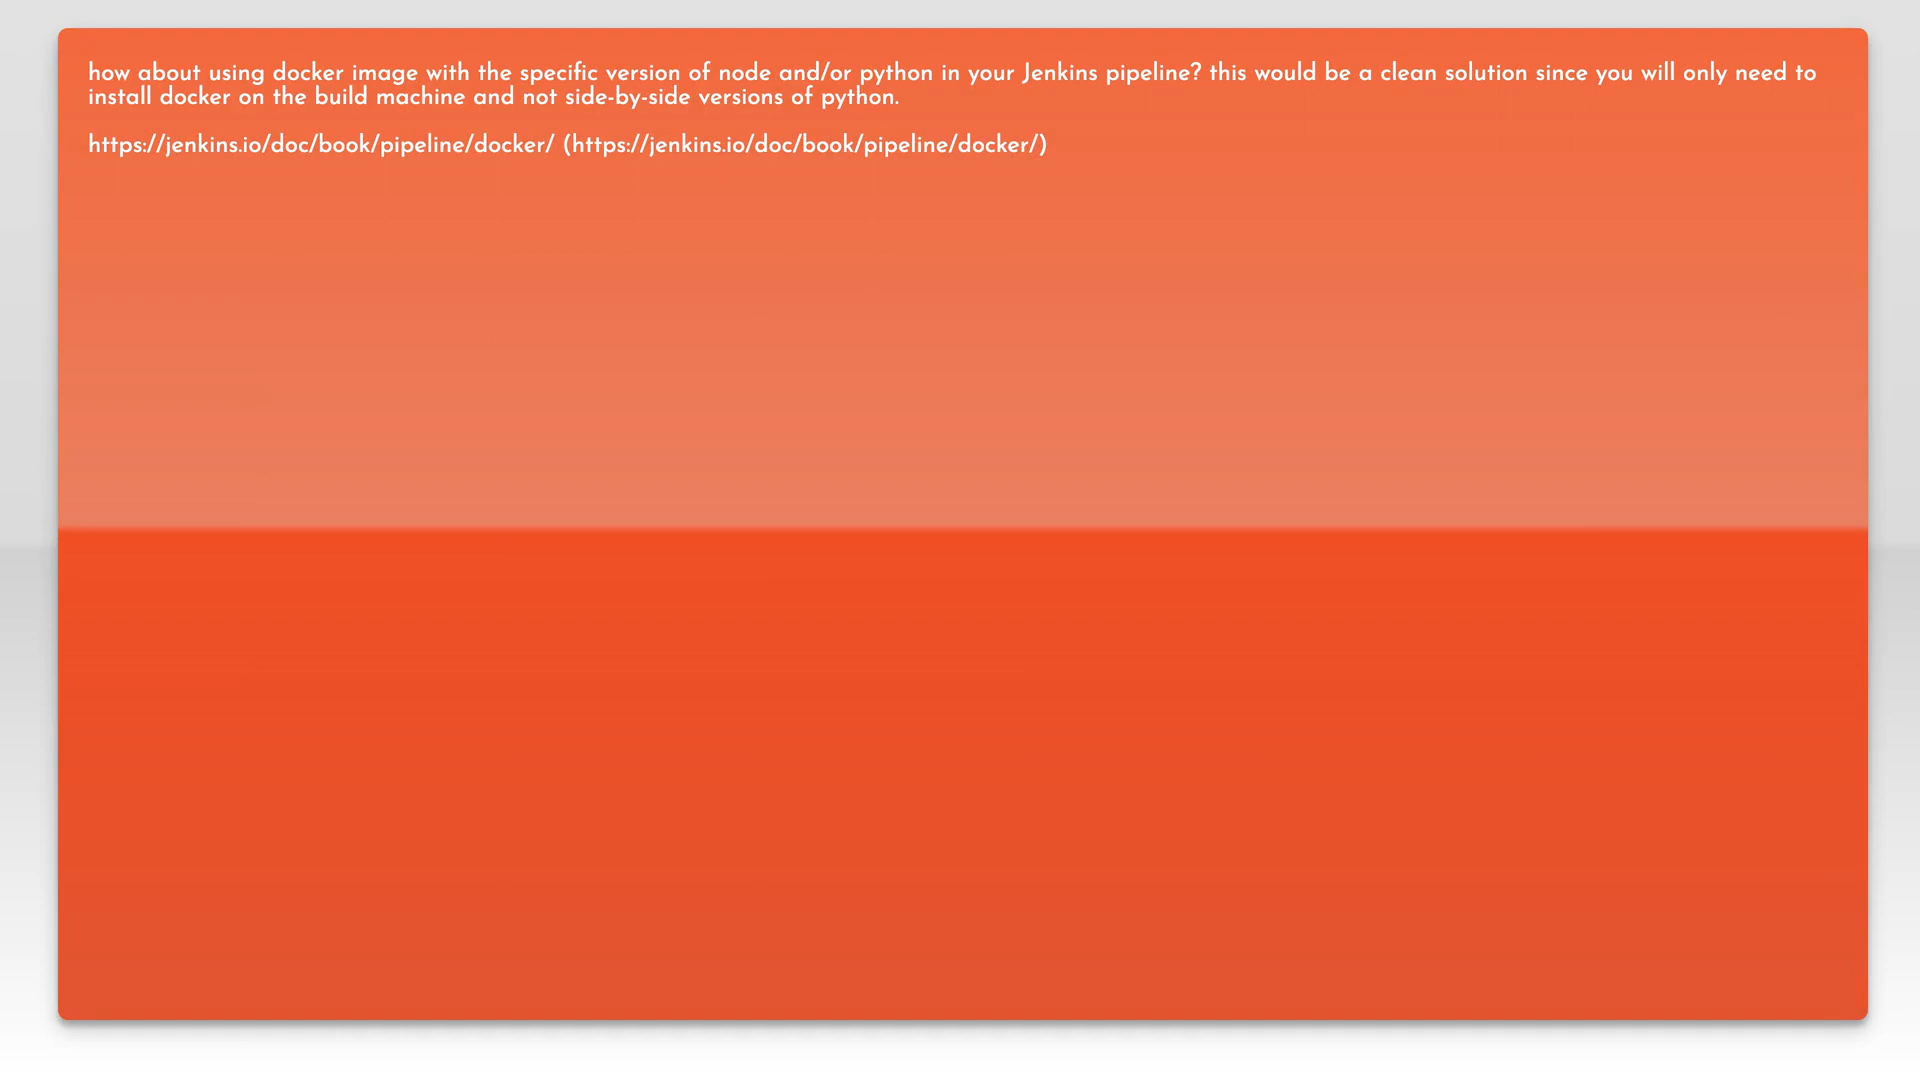 how about using docker image with the specific version of node and/or python in your Jenkins pipeline? this would be a clean solution since you will only need to
install docker on the build machine and not side-by-side versions of python.
https://jenkins.io/doc/book/pipeline/docker/ (https://jenkins.io/doc/book/pipeline/docker/)